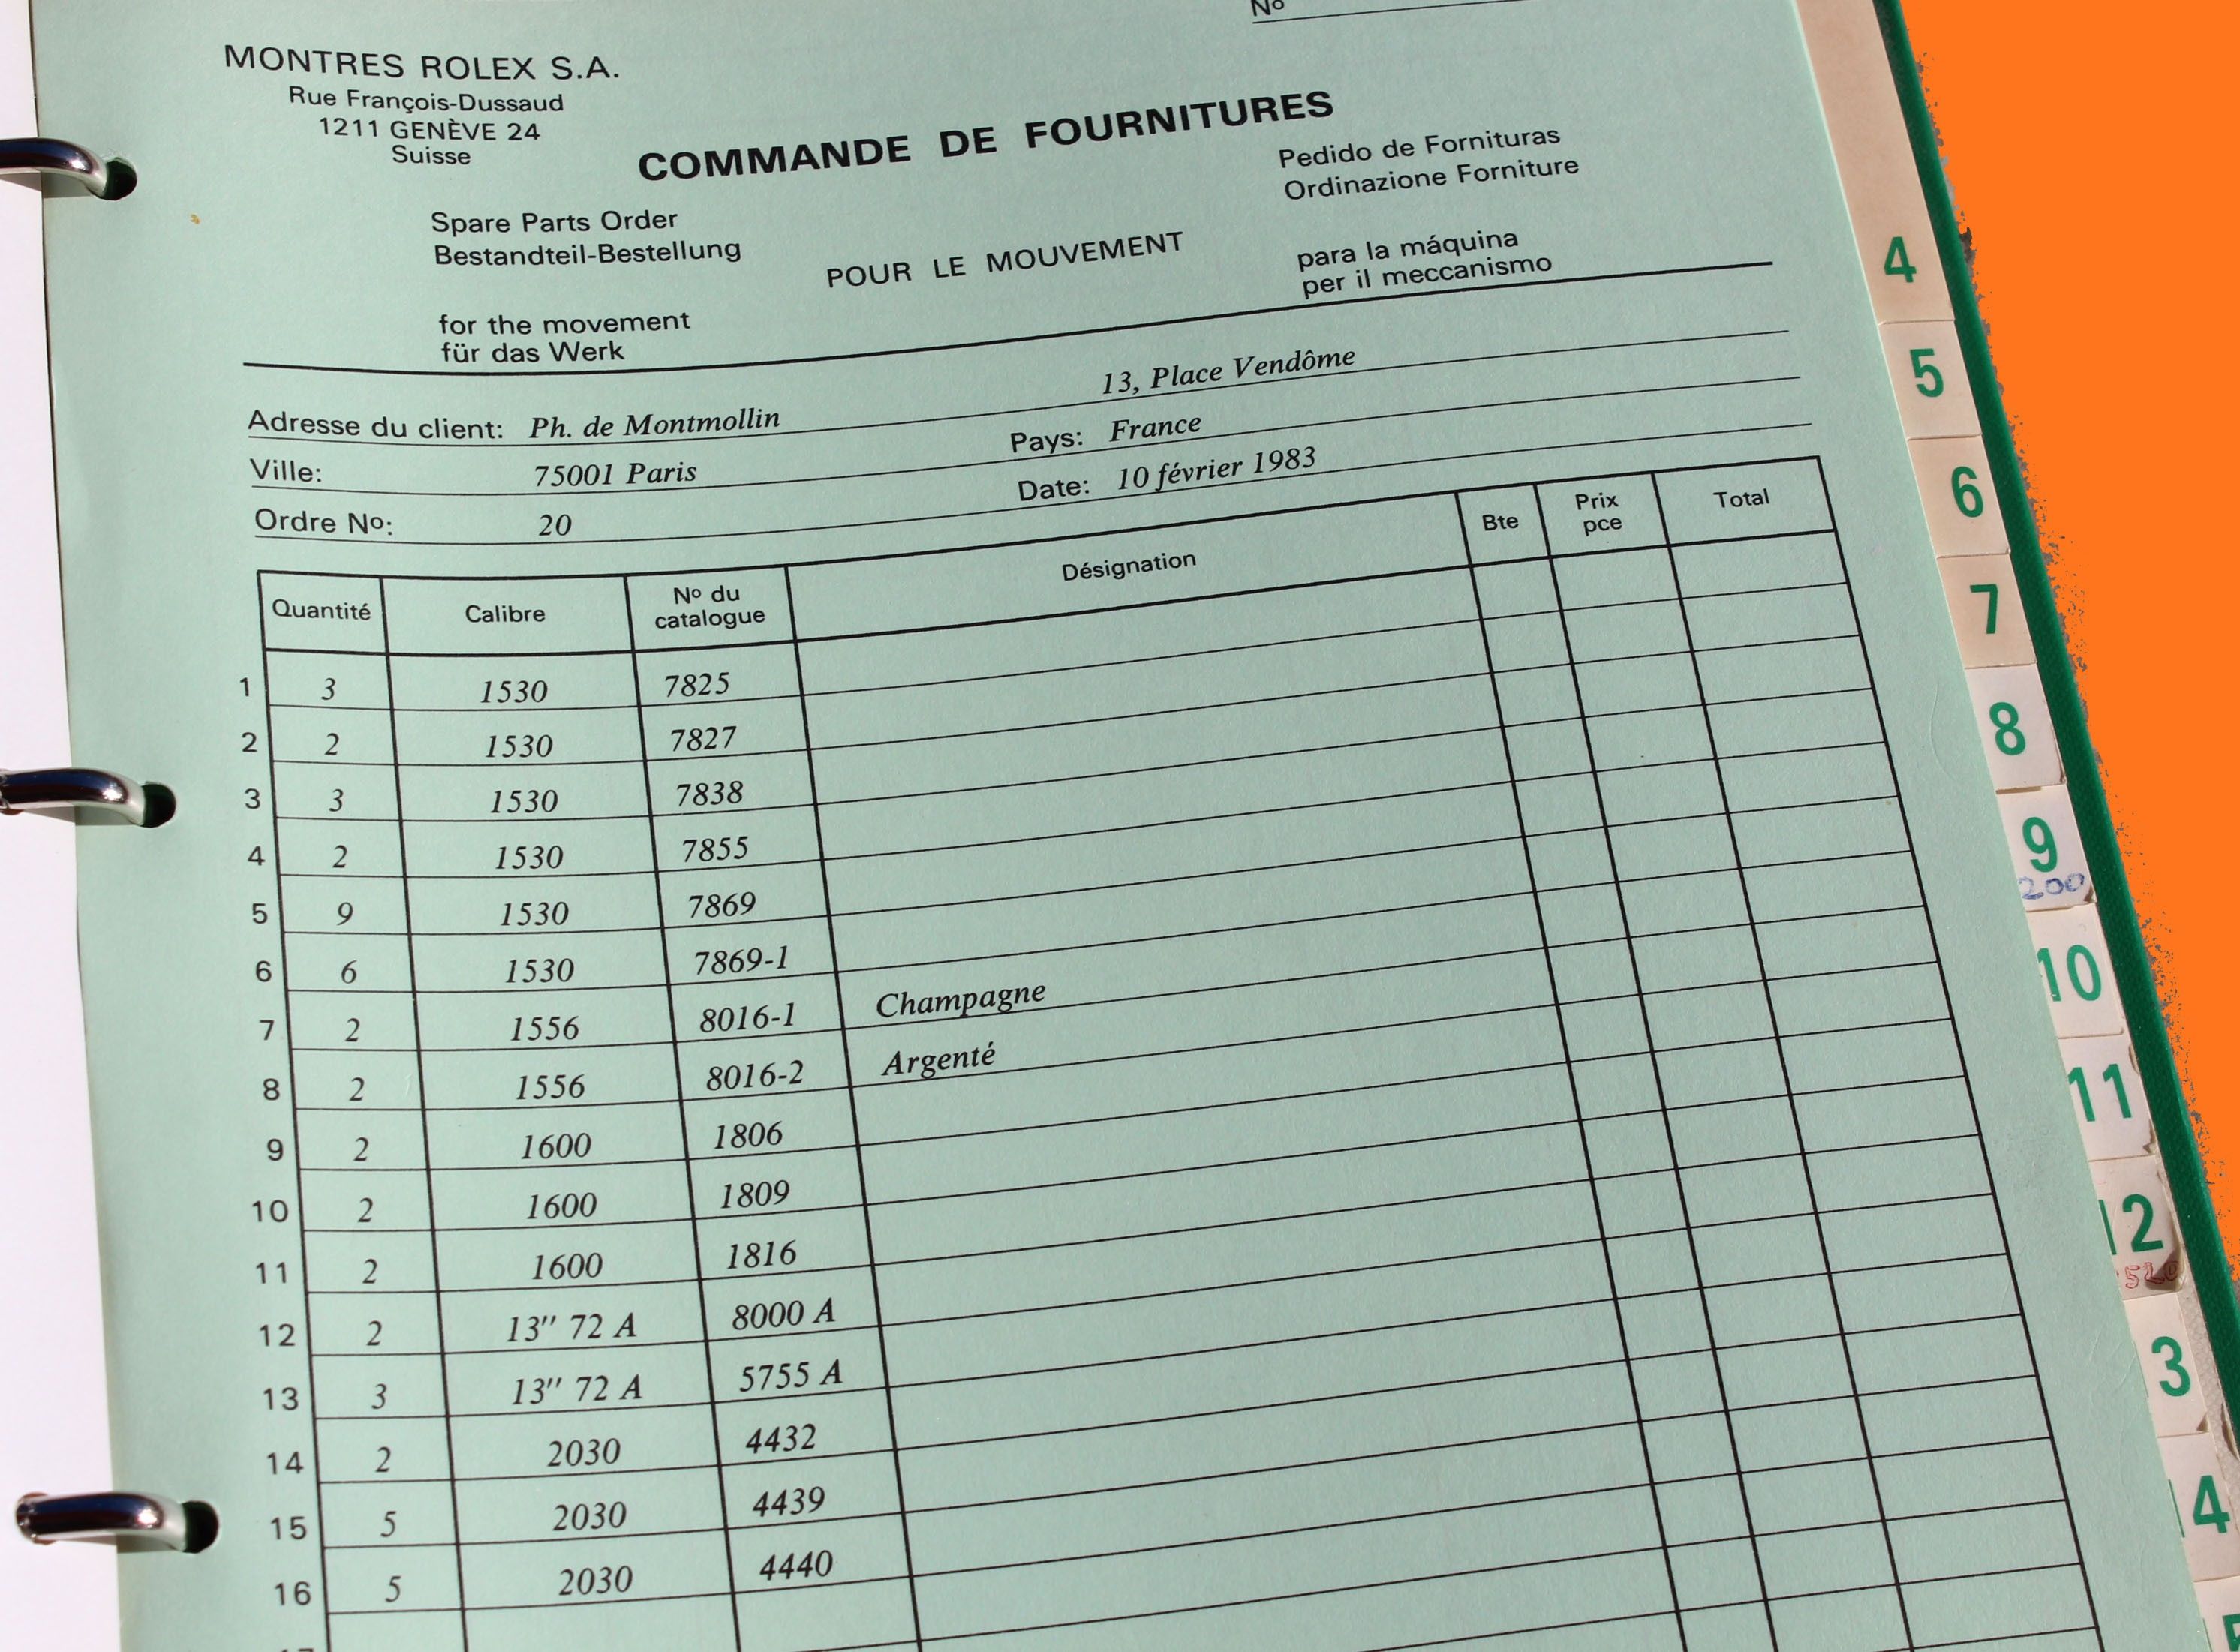 Nº
MONTRES ROLEX S.A.
Rue François-Dussaud
1211 GENÈVE 24
Suisse
COMMANDE DE FOURNITURES
Pedido de Fornituras
Ordinazione Forniture
Spare Parts Order
Bestandteil-Bestellung
POUR LE MOUVEMENT
para la máquina
per il meccanismo
for the movement
für das Werk
Adresse du client: Ph. de Montmollin 13, Place Vendôme
Ville: 75001 Paris Pays: France
Ordre Nº: 20 Date: 10 février 1983
Quantité Calibre Nº du catalogue Désignation Bte Prix pce Total
1 3 1530 7825
2 2 1530 7827
3 3 1530 7838
4 2 1530 7855
5 9 1530 7869
6 6 1530 7869-1
7 2 1556 8016-1 Champagne
8 2 1556 8016-2 Argenté
9 2 1600 1806
10 2 1600 1809
11 2 1600 1816
12 2 13″ 72 A 8000 A
13 3 13″ 72 A 5755 A
14 2 2030 4432
15 5 2030 4439
16 5 2030 4440
4
5
6
7
8
9
200
10
11
12
3
14